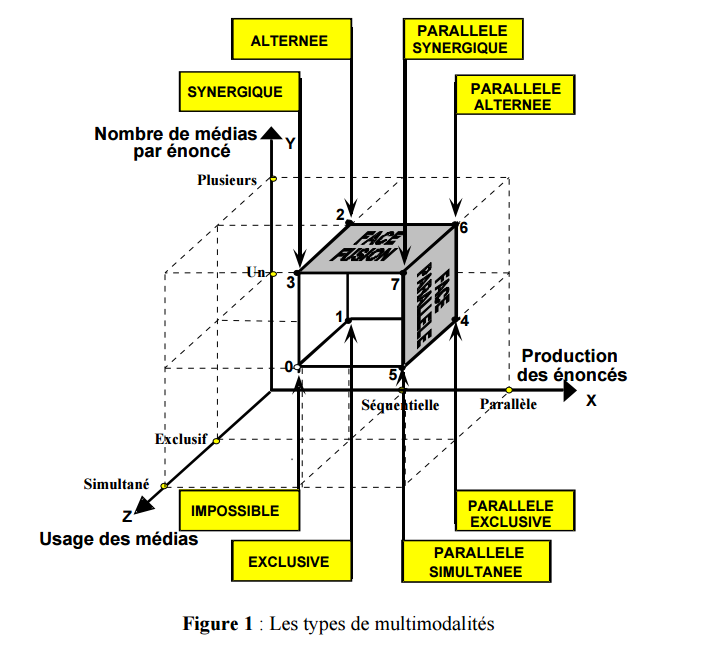 ALTERNEE
PARALLELE
SYNERGIQUE
SYNERGIQUE
PARALLELE
ALTERNEE
Nombre de médias
par énoncé
Y
Plusieurs
2
6
FACE
FUSION
Un
3
7
FACE
PARALLELE
1
4
0
5
Production
des énoncés
Séquentielle
Parallèle
X
Exclusif
Simultané
Z
Usage des médias
IMPOSSIBLE
PARALLELE
EXCLUSIVE
EXCLUSIVE
PARALLELE
SIMULTANEE
Figure 1 : Les types de multimodalités